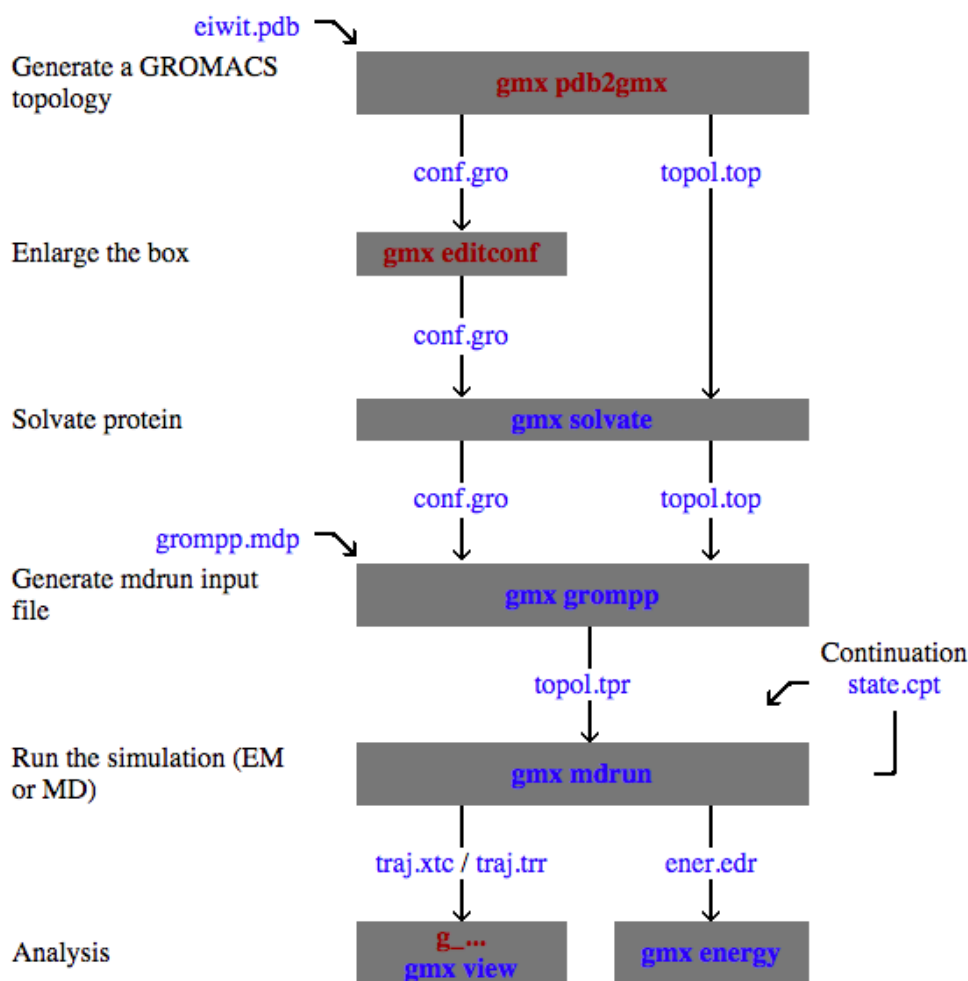 eiwit.pdb
Generate a GROMACS
topology
gmx pdb2gmx
conf.gro
topol.top
Enlarge the box
gmx editconf
conf.gro
Solvate protein
gmx solvate
conf.gro
topol.top
grompp.mdp
Generate mdrun input
file
gmx grompp
Continuation
topol.tpr
state.cpt
Run the simulation (EM
or MD)
gmx mdrun
traj.xtc / traj.trr
ener.edr
Analysis
g_...
gmx view
gmx energy